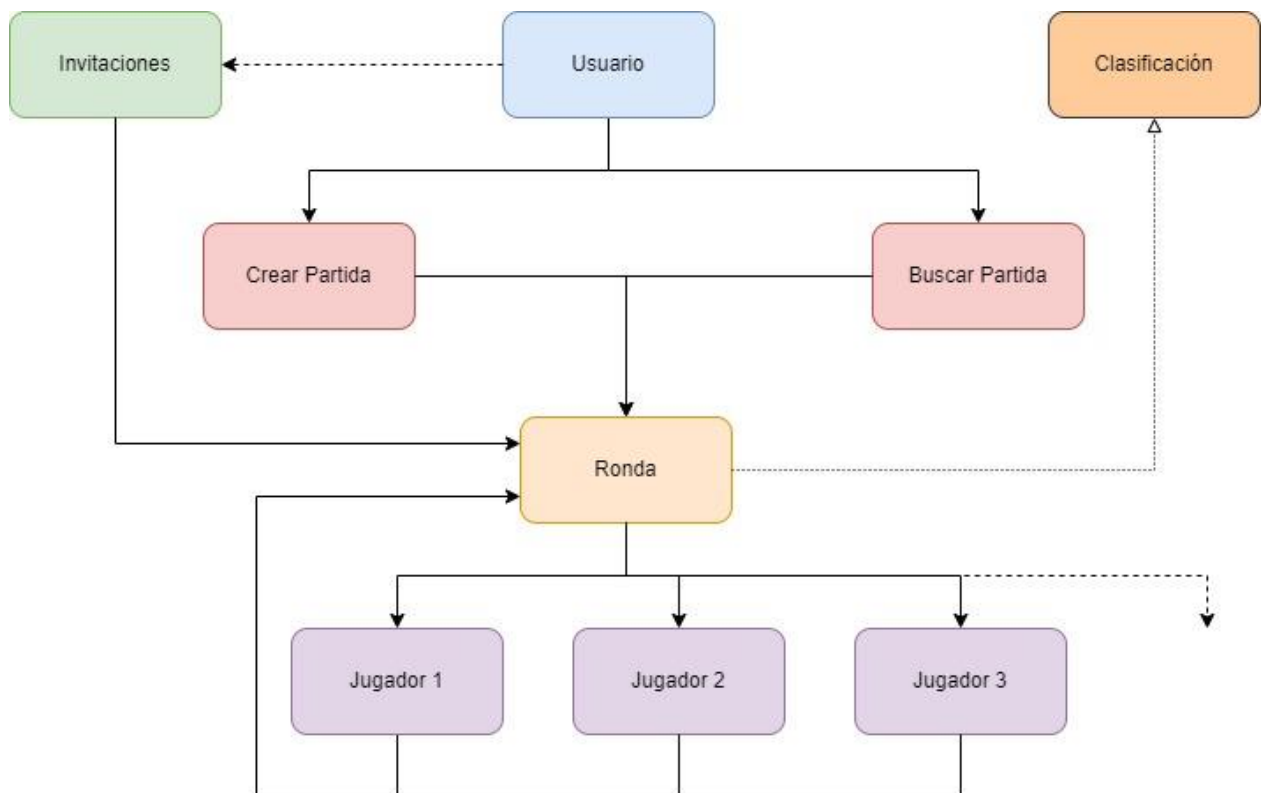 Invitaciones
Usuario
Clasificación
Crear Partida
Buscar Partida
Ronda
Jugador 1
Jugador 2
Jugador 3